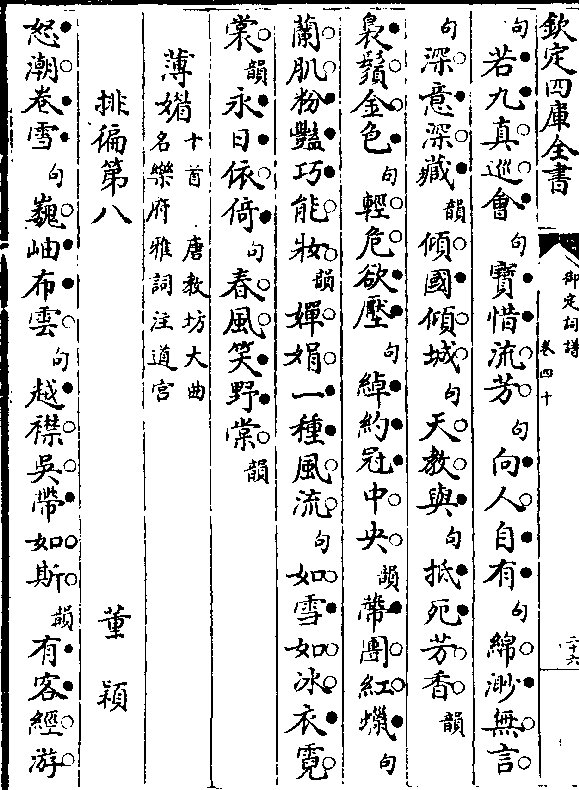 欽定四庫全書
御定詞譜
卷四十
二十六
句若九真巡會句寶惜流芳句向人自有句綿渺無言
句深意深藏韻傾國傾城句天教與句抵死芳香韻
裊鬚金色句輕危欲壓句綽約冠中央韻蔕團紅蠟句
蘭肌粉豔巧能妝韻嬋娟一種風流句如雪如冰衣霓
裳韻永日依倚句春風笑野棠韻
薄媚十首 唐教坊大曲
名樂府雅詞注道宫
排徧第八 董穎
怒潮卷雪句巍岫布雲句越襟吳帶如斯韻有客經游